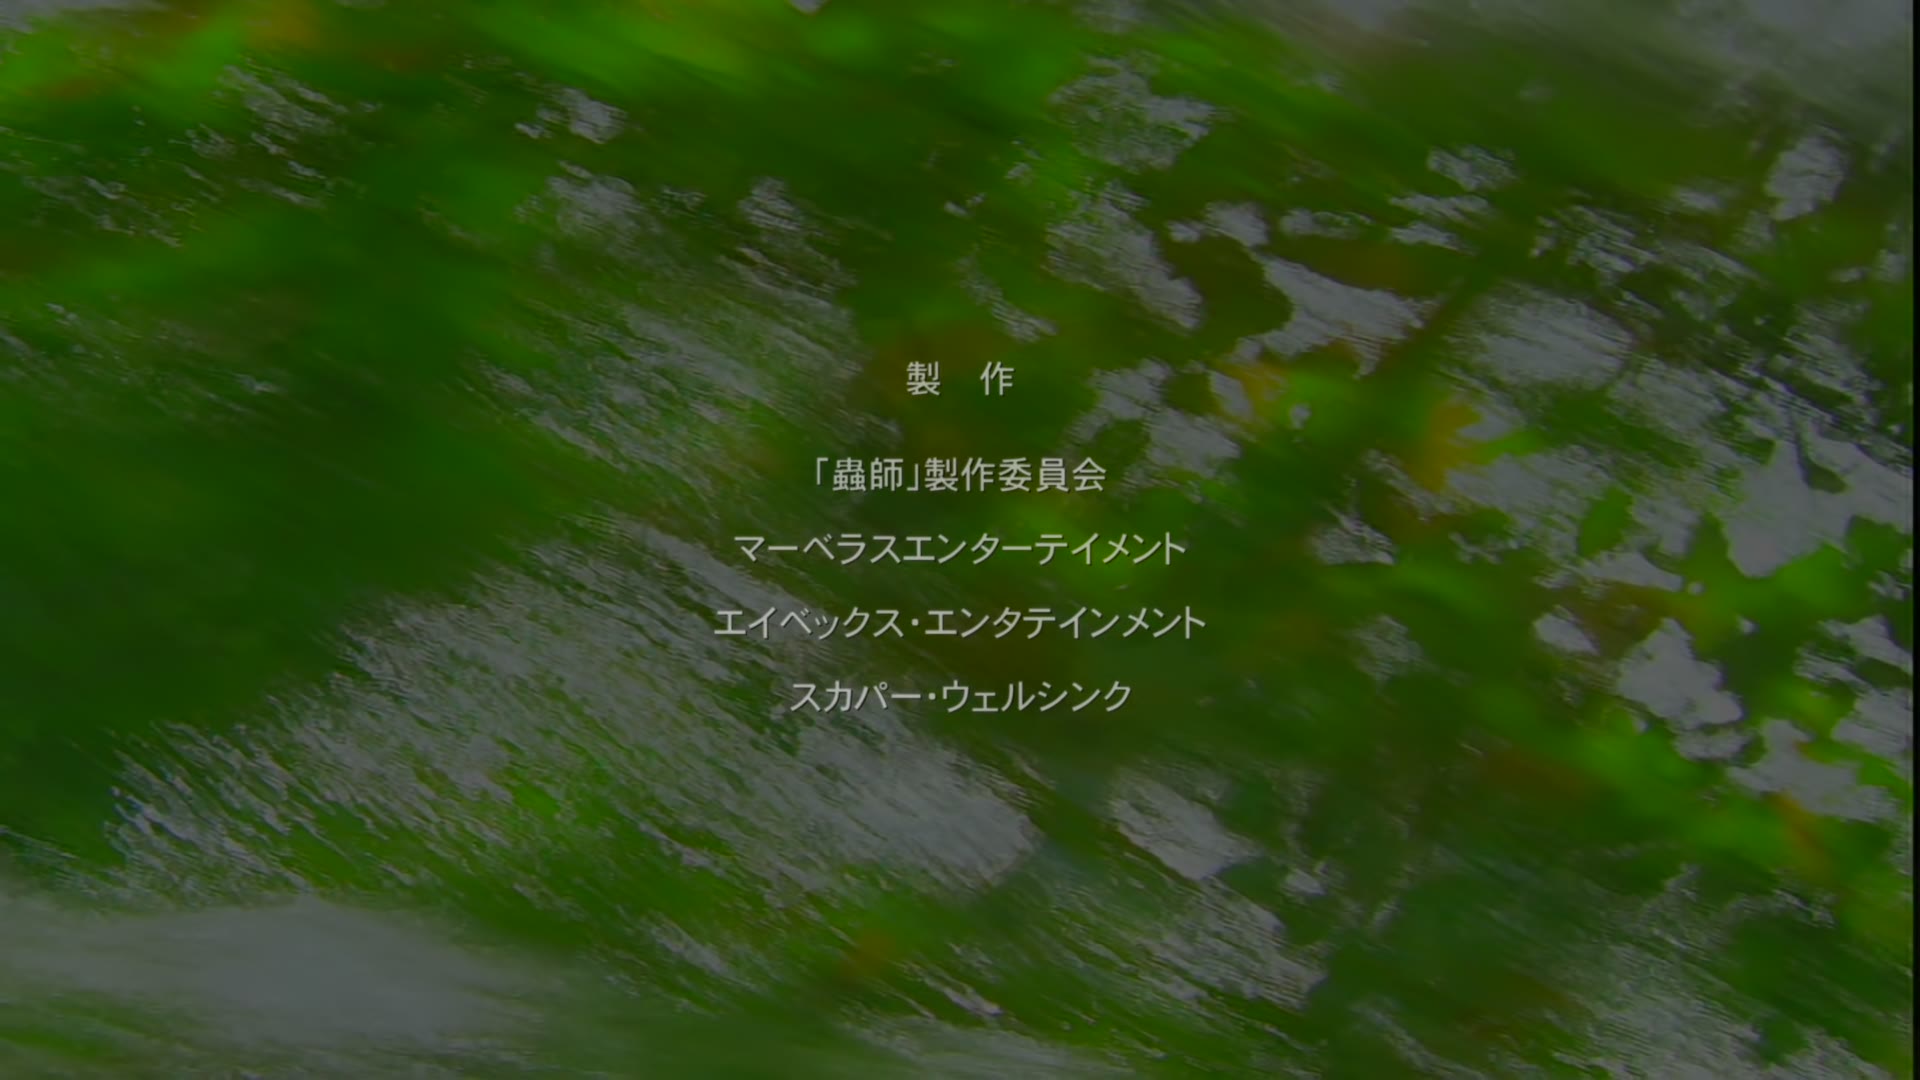 製　作
「蟲師」製作委員会
マーベラスエンターテイメント
エイベックス・エンタテインメント
スカパー・ウェルシンク